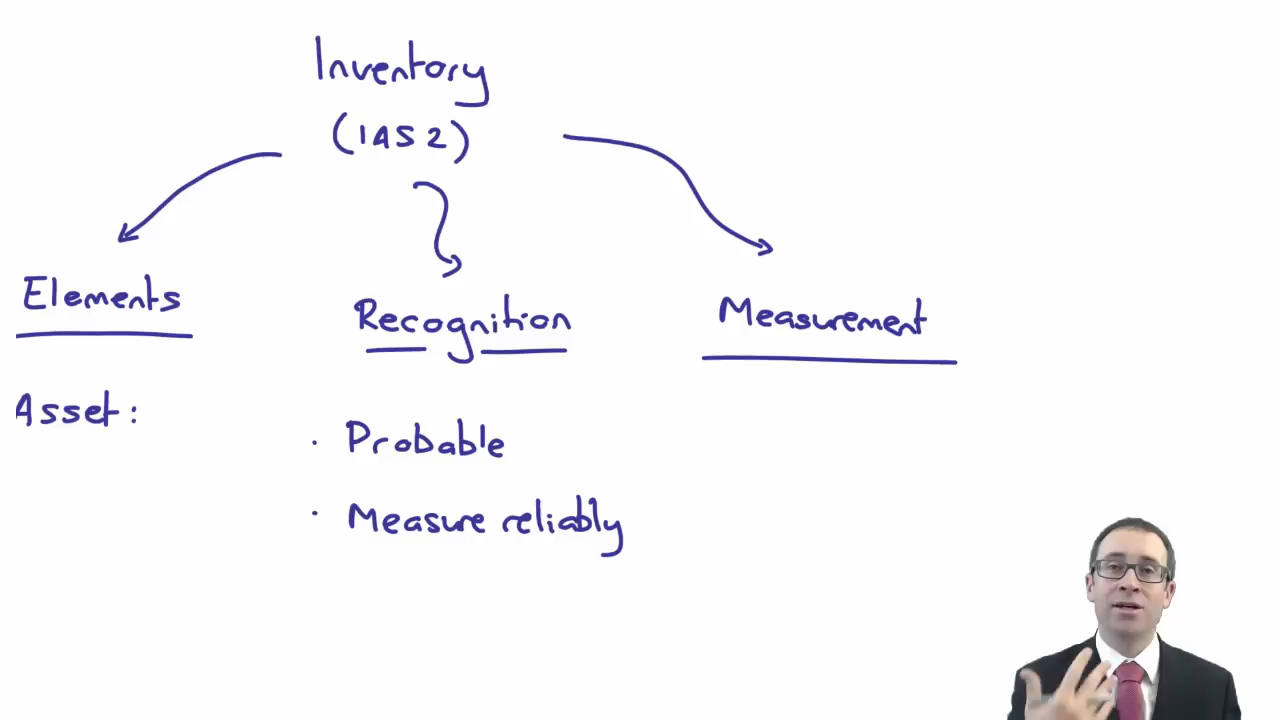 Inventory
(IAS 2)
Elements
Recognition
Measurement
Asset:
· Probable
· Measure reliably